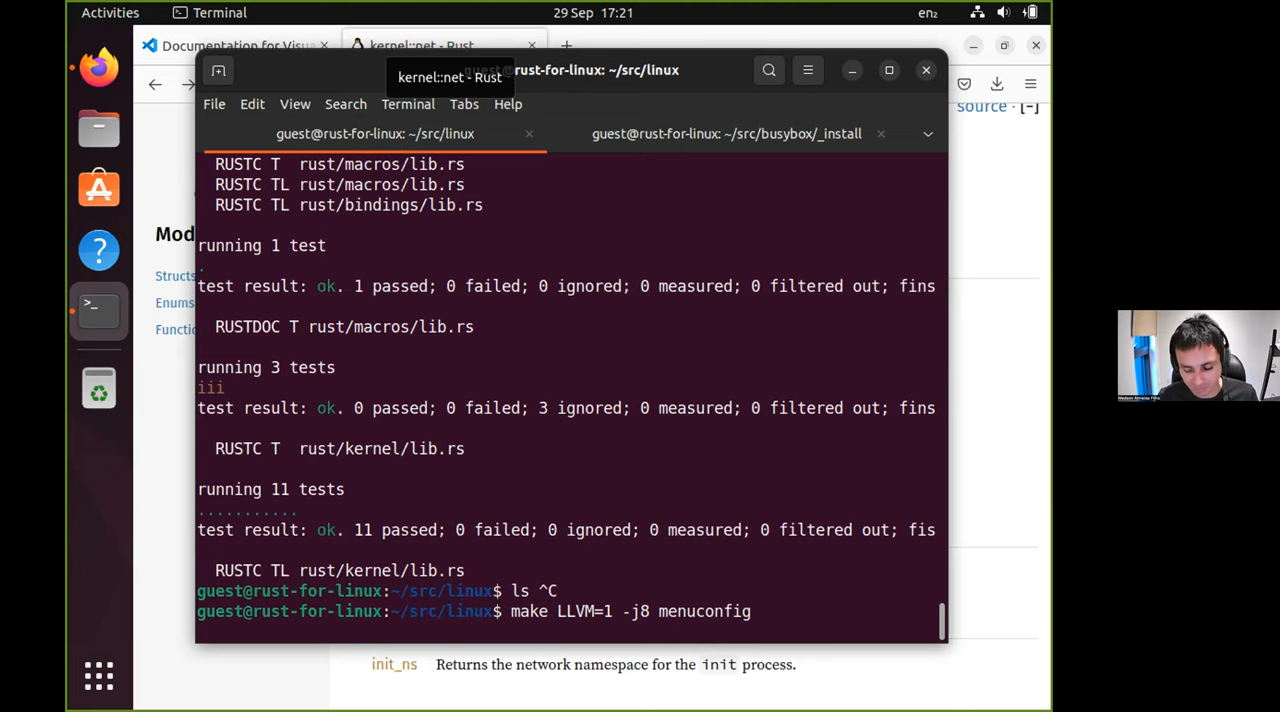 Activities
Terminal
29 Sep 17:21
en₂
Documentation for Visu
kernel::net - Rust
guest@rust-for-linux: ~/src/linux
kernel::net - Rust
File Edit View Search Terminal Tabs Help
source · [-]
guest@rust-for-linux: ~/src/linux
guest@rust-for-linux: ~/src/busybox/_install
RUSTC T rust/macros/lib.rs
RUSTC TL rust/macros/lib.rs
RUSTC TL rust/bindings/lib.rs
Mod
running 1 test
.
Structs
test result: ok. 1 passed; 0 failed; 0 ignored; 0 measured; 0 filtered out; fins
Enums
RUSTDOC T rust/macros/lib.rs
Functio
running 3 tests
iii
test result: ok. 0 passed; 0 failed; 3 ignored; 0 measured; 0 filtered out; fins
RUSTC T rust/kernel/lib.rs
running 11 tests
...........
test result: ok. 11 passed; 0 failed; 0 ignored; 0 measured; 0 filtered out; fis
RUSTC TL rust/kernel/lib.rs
guest@rust-for-linux:~/src/linux$ ls ^C
guest@rust-for-linux:~/src/linux$ make LLVM=1 -j8 menuconfig
init_ns Returns the network namespace for the init process.
Wedson Almeida Filho